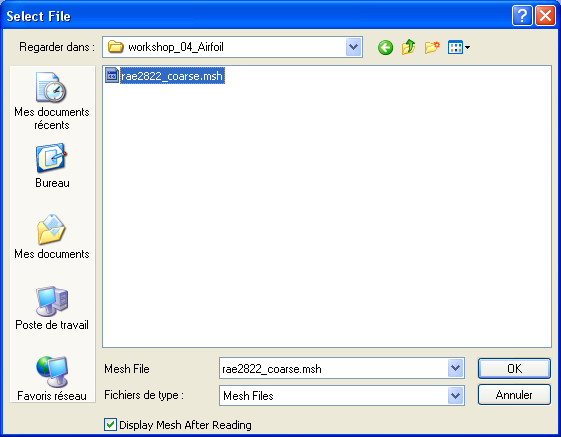 Select File
Regarder dans :
workshop_04_Airfoil
rae2822_coarse.msh
Mes documents
récents
Bureau
Mes documents
Poste de travail
Favoris réseau
Mesh File
rae2822_coarse.msh
OK
Fichiers de type :
Mesh Files
Annuler
Display Mesh After Reading